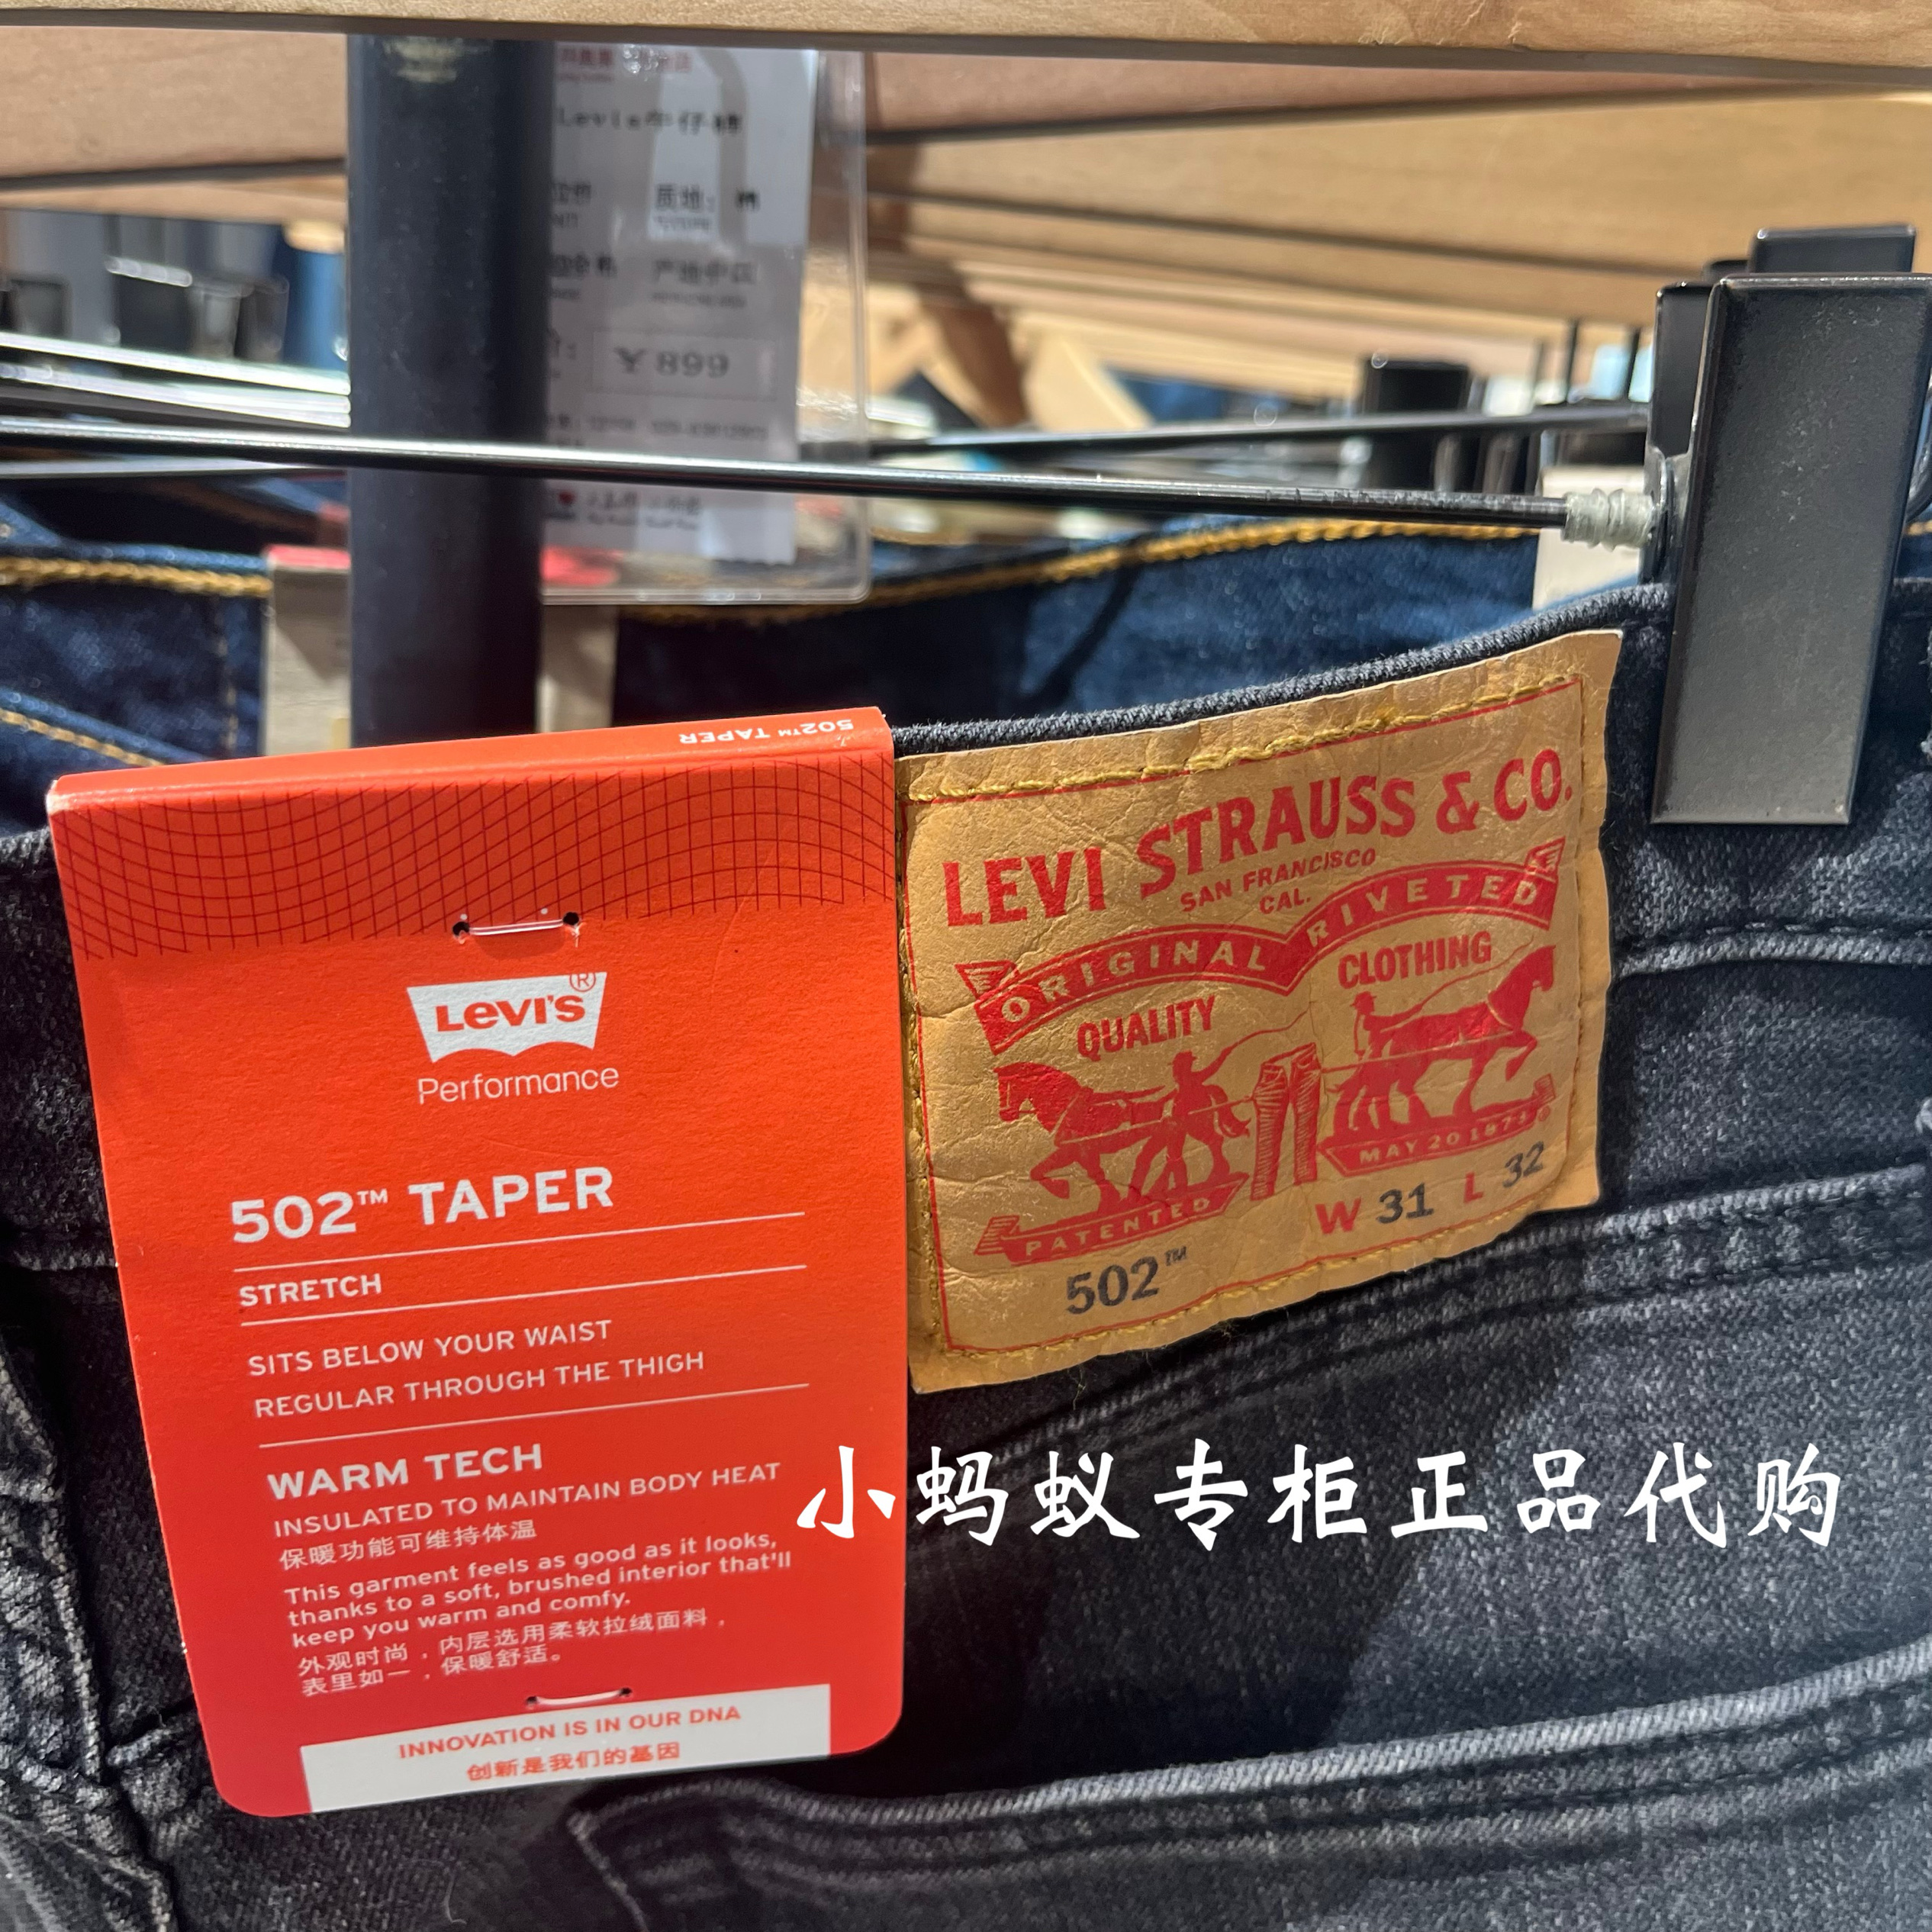 Levis牛仔裤
质地：棉
¥899
502™ TAPER
Levi's®
Performance
502™ TAPER
STRETCH
SITS BELOW YOUR WAIST
REGULAR THROUGH THE THIGH
WARM TECH
INSULATED TO MAINTAIN BODY HEAT
保暖功能可维持体温
This garment feels as good as it looks,
thanks to a soft, brushed interior that'll
keep you warm and comfy.
外观时尚，内层选用柔软拉绒面料，
表里如一，保暖舒适。
INNOVATION IS IN OUR DNA
创新是我们的基因
LEVI STRAUSS & CO.
SAN FRANCISCO
CAL.
ORIGINAL RIVETED
QUALITY CLOTHING
PATENTED MAY 20 1873
502™ W 31 L 32
小蚂蚁专柜正品代购